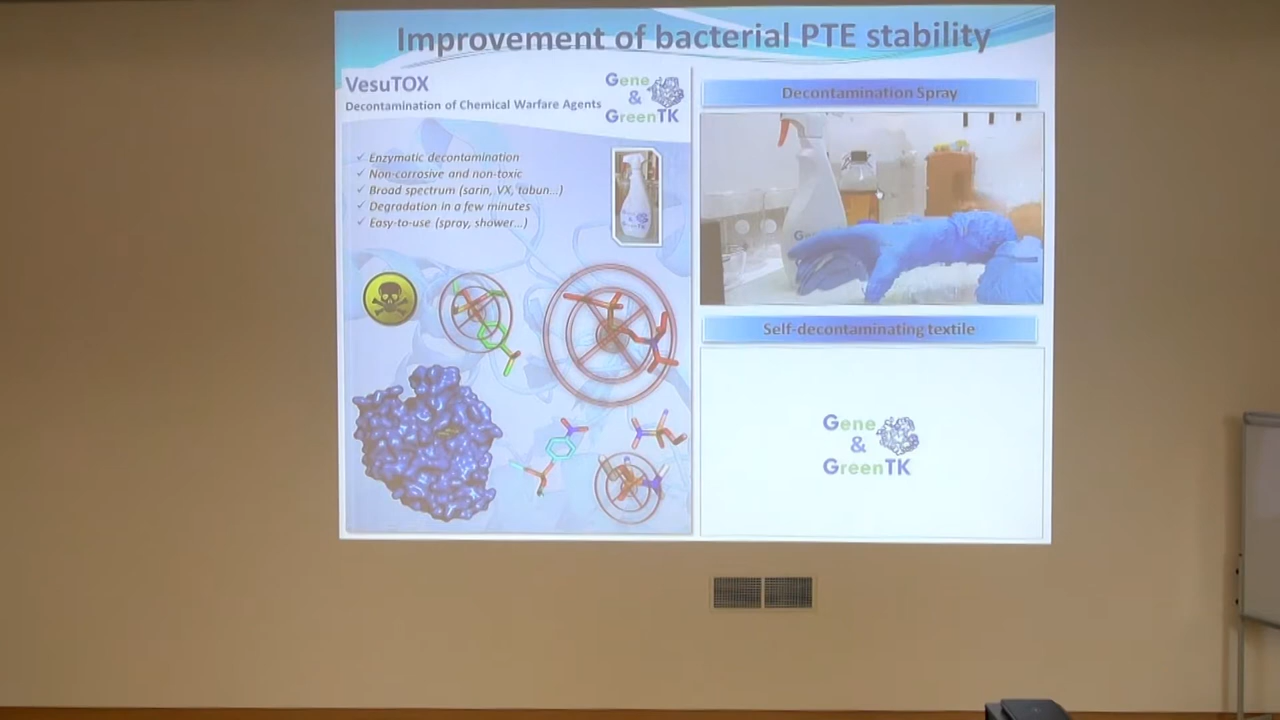 Improvement of bacterial PTE stability
VesuTOX
Decontamination of Chemical Warfare Agents
Gene
&
GreenTK
✓ Enzymatic decontamination
✓ Non-corrosive and non-toxic
✓ Broad spectrum (sarin, VX, tabun...)
✓ Degradation in a few minutes
✓ Easy-to-use (spray, shower...)
Decontamination Spray
Self-decontaminating textile
Gene
&
GreenTK